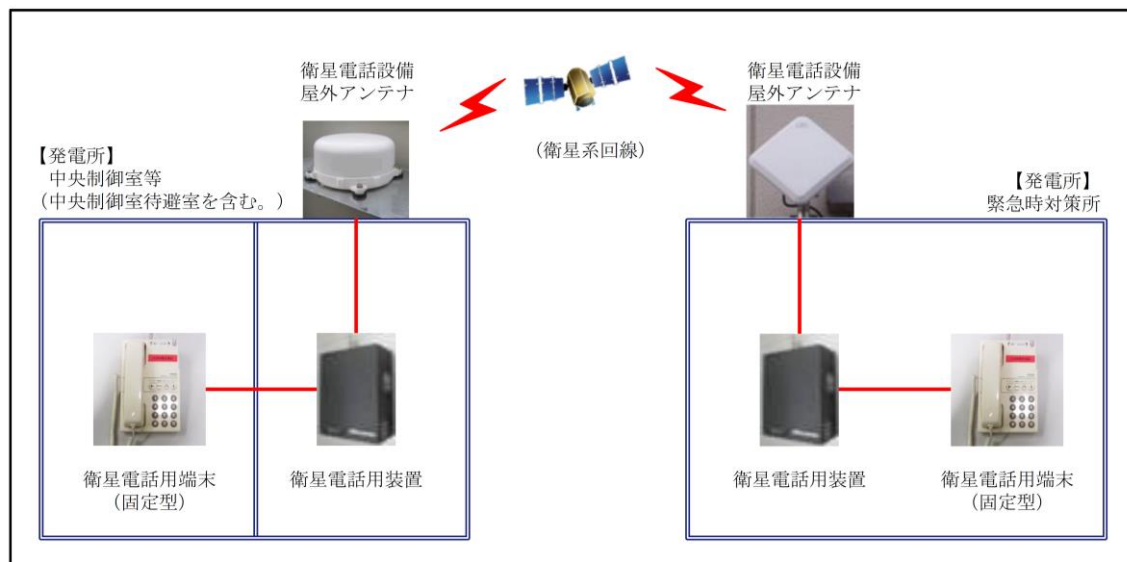 衛星電話設備
屋外アンテナ
(衛星系回線)
衛星電話設備
屋外アンテナ
【発電所】
中央制御室等
(中央制御室待避室を含む。)
【発電所】
緊急時対策所
衛星電話用端末
(固定型)
衛星電話用装置
衛星電話用装置
衛星電話用端末
(固定型)